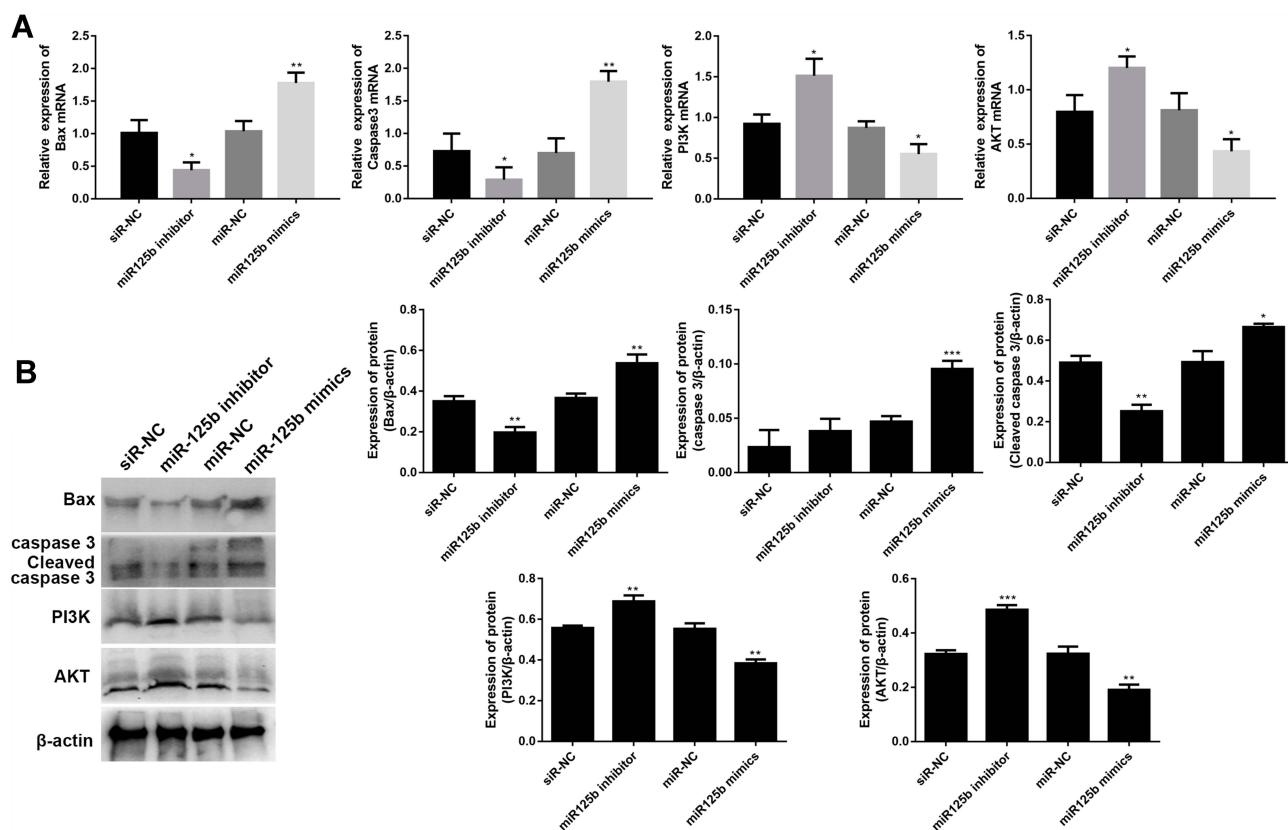 A
Relative expression of
Bax mRNA
2.5
2.0
1.5
1.0
0.5
0.0
*
**
siR-NC
miR125b inhibitor
miR-NC
miR125b mimics
Relative expression of
Caspase3 mRNA
2.5
2.0
1.5
1.0
0.5
0.0
*
**
siR-NC
miR125b inhibitor
miR-NC
miR125b mimics
Relative expression of
PI3K mRNA
2.0
1.5
1.0
0.5
0.0
*
*
siR-NC
miR125b inhibitor
miR-NC
miR125b mimics
Relative expression of
AKT mRNA
1.5
1.0
0.5
0.0
*
*
siR-NC
miR125b inhibitor
miR-NC
miR125b mimics
B
siR-NC
miR-125b inhibitor
miR-NC
miR-125b mimics
Bax
caspase 3
Cleaved
caspase 3
PI3K
AKT
β-actin
Expression of protein
(Bax/β-actin)
0.8
0.6
0.4
0.2
0.0
**
**
siR-NC
miR125b inhibitor
miR-NC
miR125b mimics
Expression of protein
(caspase 3/β-actin)
0.15
0.10
0.05
0.00
***
siR-NC
miR125b inhibitor
miR-NC
miR125b mimics
Expression of protein
(Cleaved caspase 3/β-actin)
0.8
0.6
0.4
0.2
0.0
**
*
siR-NC
miR125b inhibitor
miR-NC
miR125b mimics
Expression of protein
(PI3K/β-actin)
0.8
0.6
0.4
0.2
0.0
**
**
siR-NC
miR125b inhibitor
miR-NC
miR125b mimics
Expression of protein
(AKT/β-actin)
0.6
0.4
0.2
0.0
***
**
siR-NC
miR125b inhibitor
miR-NC
miR125b mimics